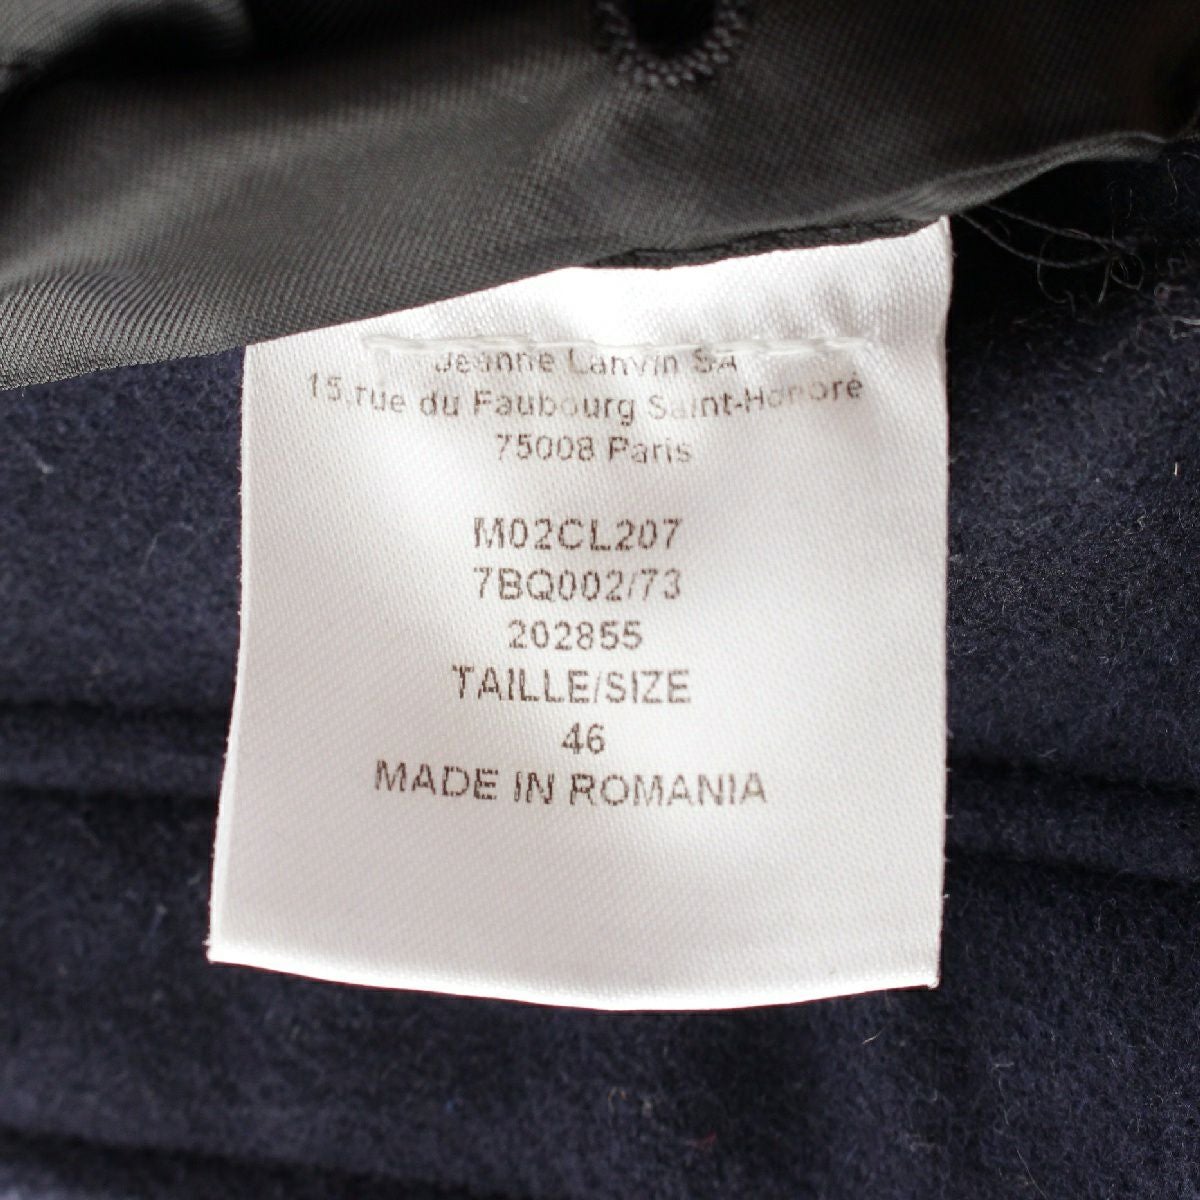 Jeanne Lanvin SA
15, rue du Faubourg Saint-Honoré
75008 Paris
M02CL207
7BQ002/73
202855
TAILLE/SIZE
46
MADE IN ROMANIA